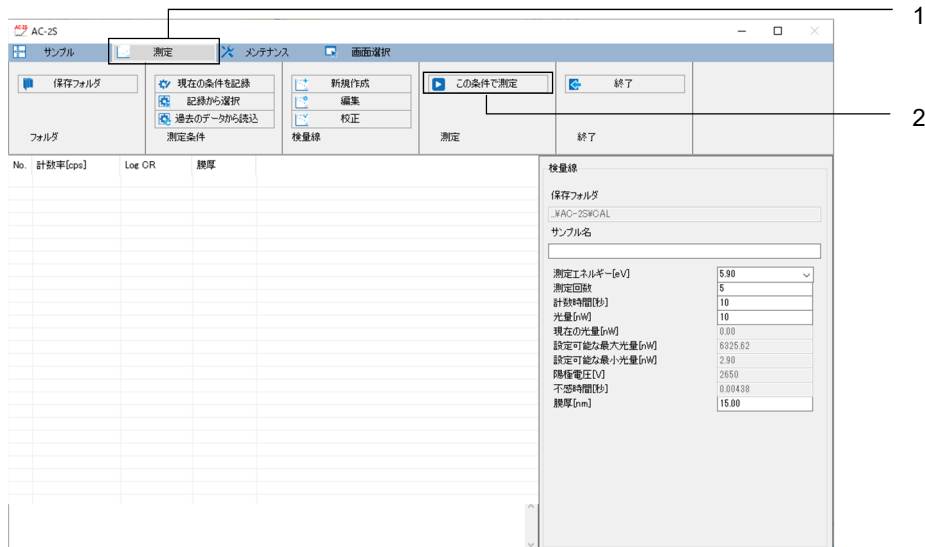 1
AC-2S
サンプル 測定 メンテナンス 画面選択
保存フォルダ 現在の条件を記録 新規作成 この条件で測定 終了
記録から選択 編集
過去のデータから読込 校正
2
フォルダ 測定条件 検量線 測定 終了
No. 計数率[cps] Log CR 膜厚
検量線
保存フォルダ
..¥AC-2S¥CAL
サンプル名
測定エネルギー[eV] 5.90
測定回数 5
計数時間[秒] 10
光量[nW] 10
現在の光量[nW] 0.00
設定可能な最大光量[nW] 6325.62
設定可能な最小光量[nW] 2.90
陽極電圧[V] 2650
不感時間[秒] 0.00438
膜厚[nm] 15.00